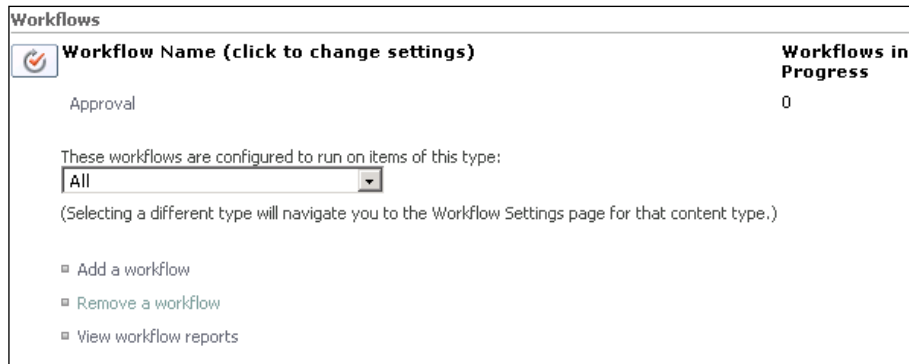 Workflows
Workflow Name (click to change settings)
Workflows in
Progress
Approval
0
These workflows are configured to run on items of this type:
All
(Selecting a different type will navigate you to the Workflow Settings page for that content type.)
Add a workflow
Remove a workflow
View workflow reports